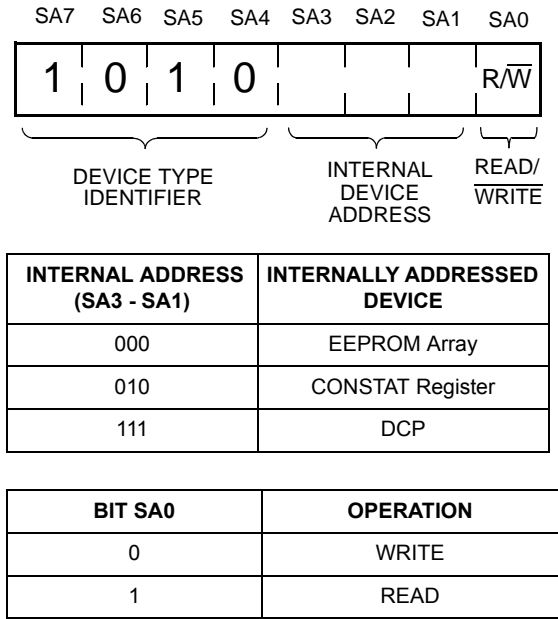 SA7 SA6 SA5 SA4 SA3 SA2 SA1 SA0
1 0 1 0 R/W̅
DEVICE TYPE
IDENTIFIER
INTERNAL
DEVICE
ADDRESS
READ/
W̅R̅I̅T̅E̅
INTERNAL ADDRESS
(SA3 - SA1)
INTERNALLY ADDRESSED
DEVICE
000 EEPROM Array
010 CONSTAT Register
111 DCP
BIT SA0 OPERATION
0 WRITE
1 READ